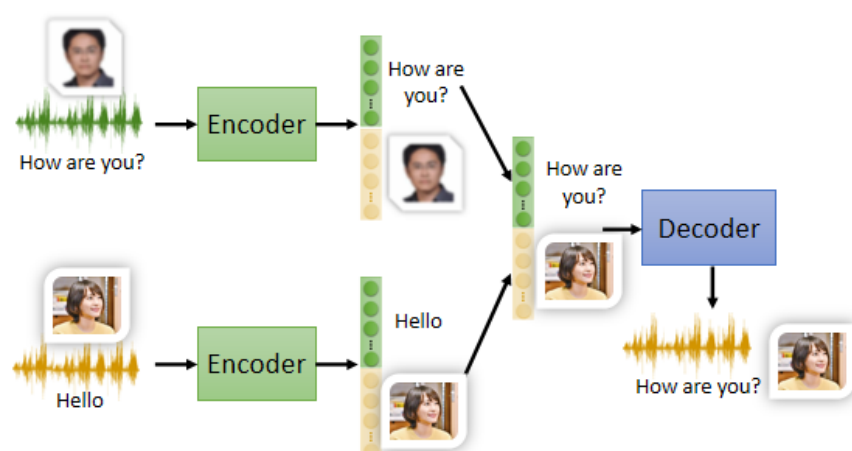 How are
you?
Encoder
How are you?
How are
you?
Decoder
Hello
Encoder
Hello
How are you?